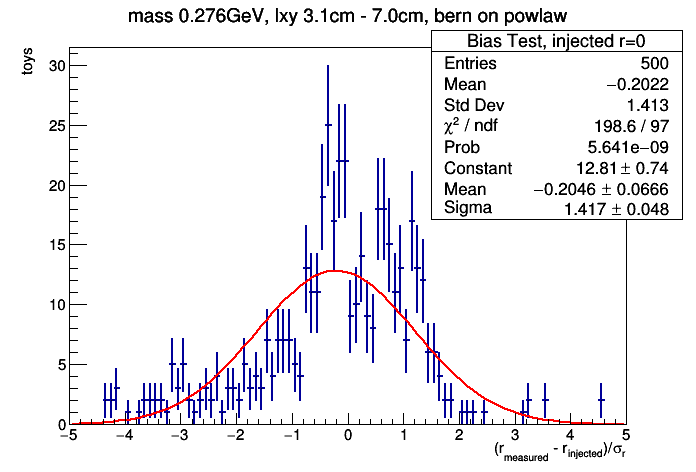 mass 0.276GeV, lxy 3.1cm - 7.0cm, bern on powlaw
Bias Test, injected r=0
Entries 500
Mean −0.2022
Std Dev 1.413
χ² / ndf 198.6 / 97
Prob 5.641e−09
Constant 12.81 ± 0.74
Mean −0.2046 ± 0.0666
Sigma 1.417 ± 0.048
toys
30
25
20
15
10
5
0
−5 −4 −3 −2 −1 0 1 2 3 4 5
(r_measured - r_injected)/σ_r